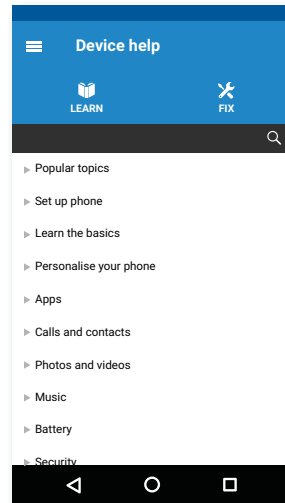 Device help
LEARN
FIX
Popular topics
Set up phone
Learn the basics
Personalise your phone
Apps
Calls and contacts
Photos and videos
Music
Battery
Security